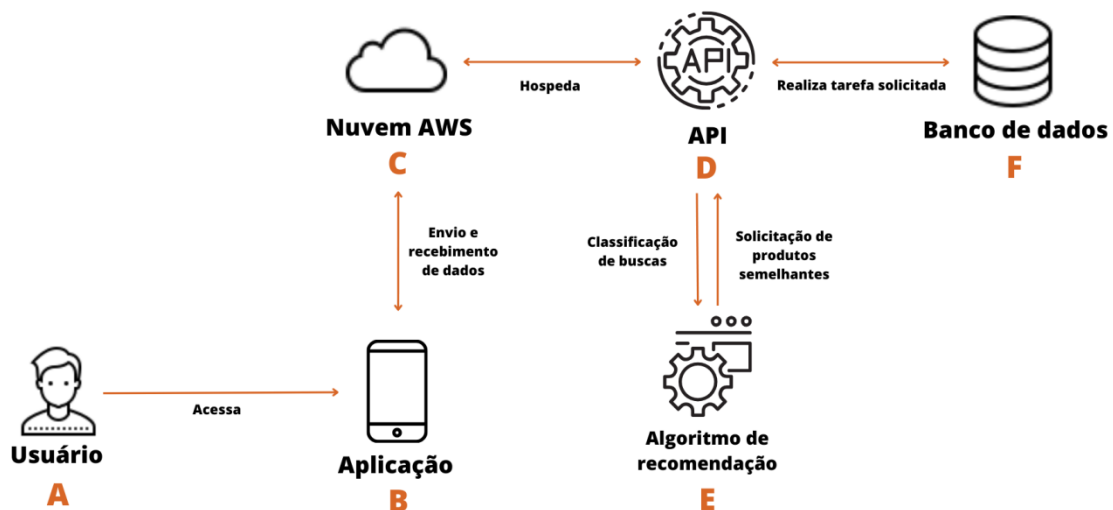 API
Hospeda
Realiza tarefa solicitada
Nuvem AWS
C
API
D
Banco de dados
F
Envio e
recebimento
de dados
Classificação
de buscas
Solicitação de
produtos
semelhantes
Acessa
Usuário
A
Aplicação
B
Algoritmo de
recomendação
E